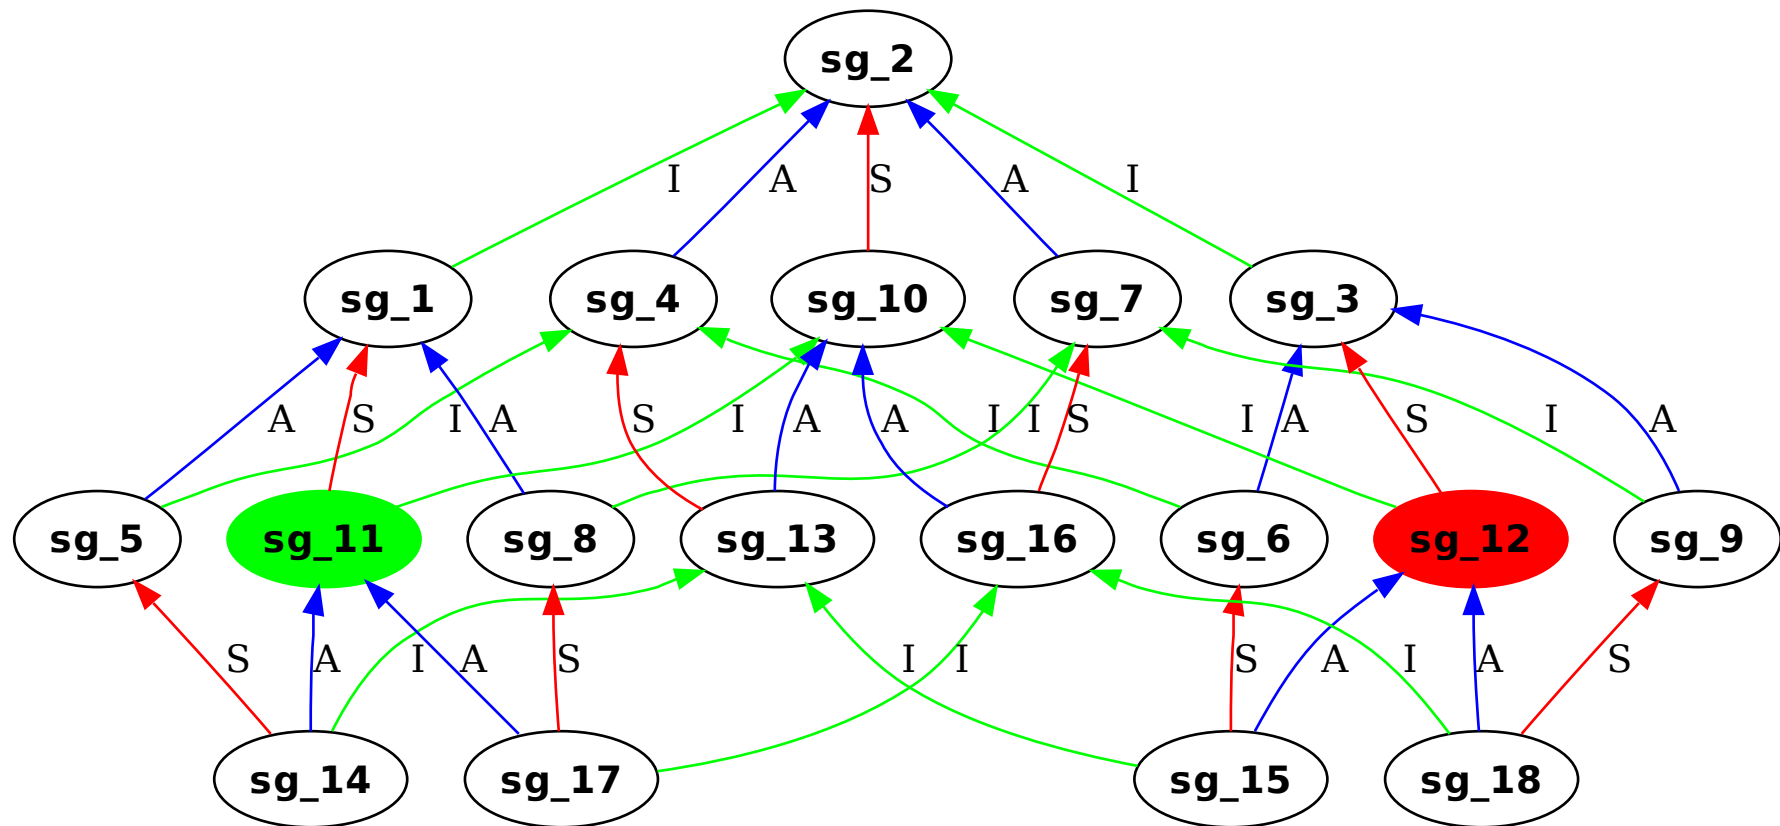 sg_2
I A S A I
sg_1 sg_4 sg_10 sg_7 sg_3
A S I A S I A A I I S I A S I A
sg_5 sg_11 sg_8 sg_13 sg_16 sg_6 sg_12 sg_9
S A I A S I I S A I A S
sg_14 sg_17 sg_15 sg_18